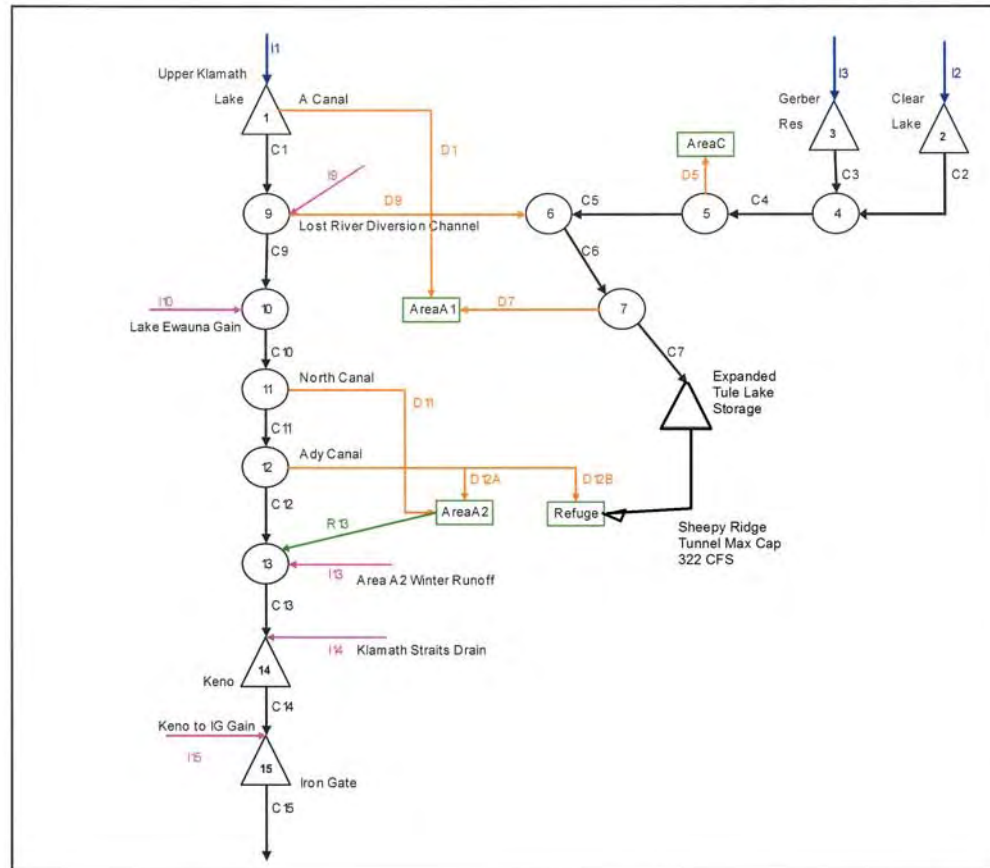 I1
I3
I2
Upper Klamath
Lake
A Canal
Gerber
Res
Clear
Lake
1
3
2
AreaC
C1
D1
I9
D5
C3
C2
C5
C4
9
D9
6
5
4
Lost River Diversion Channel
C9
C6
I10
10
AreaA1
D7
7
Lake Ewauna Gain
C10
C7
North Canal
Expanded
Tule Lake
Storage
11
D11
C11
Ady Canal
12
D12A
D12B
C12
AreaA2
Refuge
R13
Sheepy Ridge
Tunnel Max Cap
322 CFS
13
I13
Area A2 Winter Runoff
C13
I14
Klamath Straits Drain
14
Keno
C14
Keno to IG Gain
I15
15
Iron Gate
C15